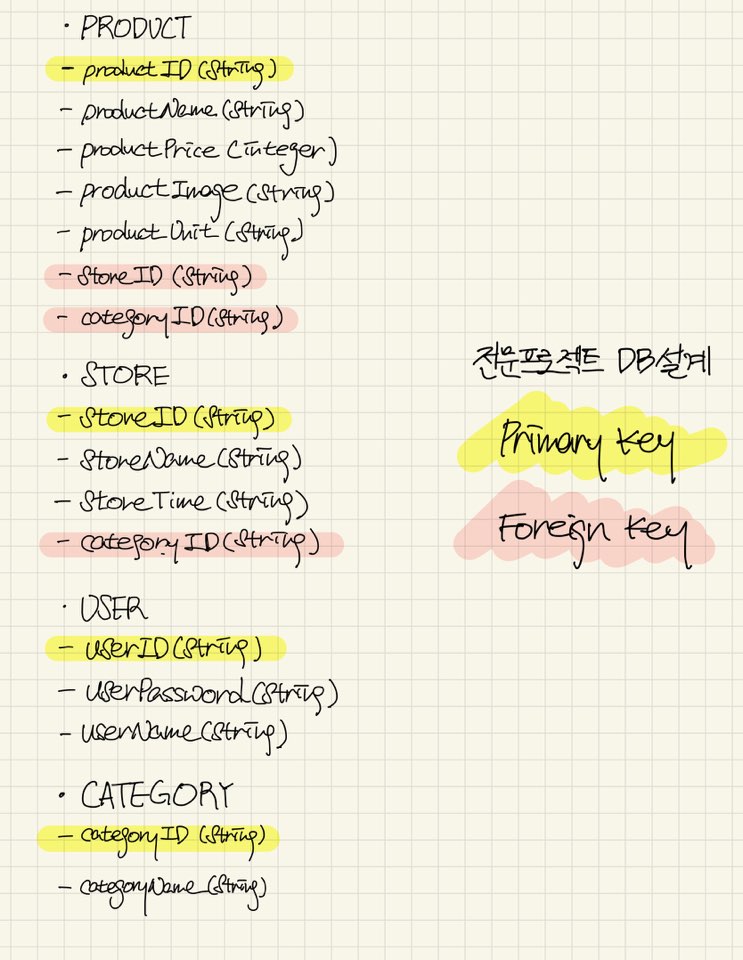 · PRODUCT
- productID (String)
- productName (String)
- productPrice (integer)
- productImage (String)
- productUnit (String)
- StoreID (String)
- categoryID (String)
· STORE
- StoreID (String)
- StoreName (String)
- StoreTime (String)
- categoryID (String)
· USER
- userID (String)
- userPassword (String)
- userName (String)
· CATEGORY
- categoryID (String)
- categoryName (String)
전문프로젝트 DB설계
Primary Key
Foreign Key